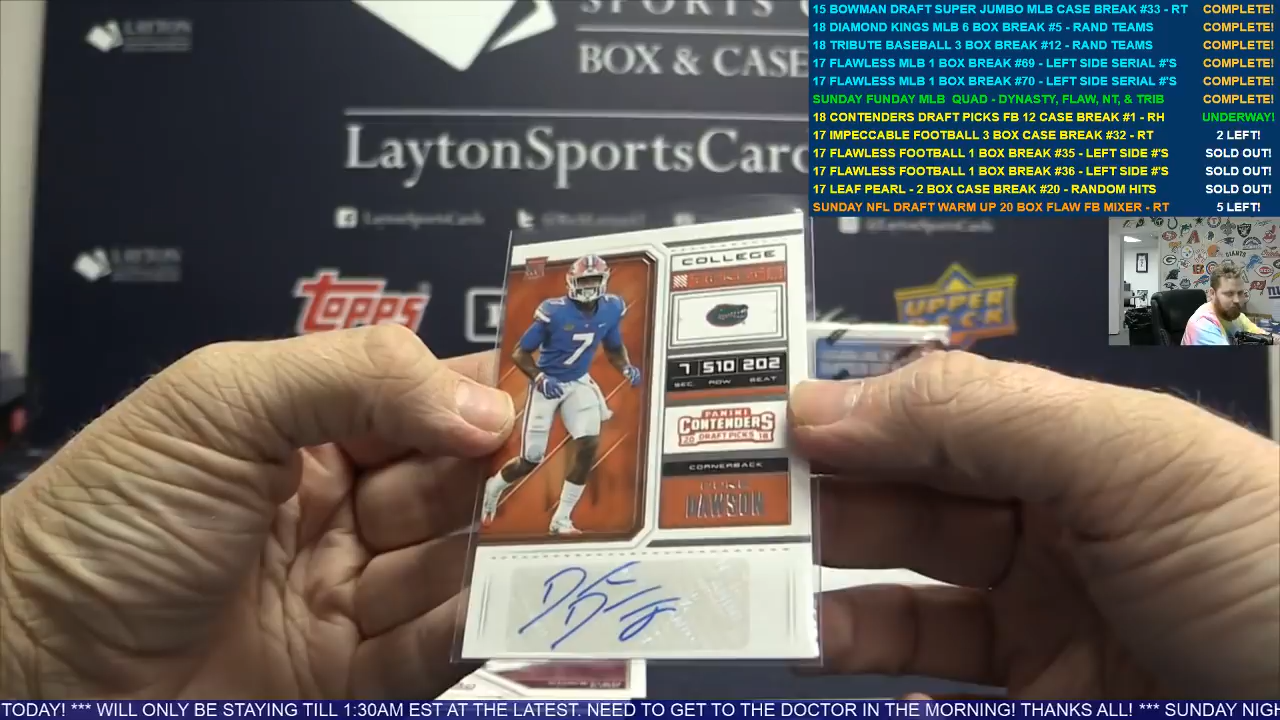 15 BOWMAN DRAFT SUPER JUMBO MLB CASE BREAK #33 - RT COMPLETE!
18 DIAMOND KINGS MLB 6 BOX BREAK #5 - RAND TEAMS COMPLETE!
18 TRIBUTE BASEBALL 3 BOX BREAK #12 - RAND TEAMS COMPLETE!
17 FLAWLESS MLB 1 BOX BREAK #69 - LEFT SIDE SERIAL #'S COMPLETE!
17 FLAWLESS MLB 1 BOX BREAK #70 - LEFT SIDE SERIAL #'S COMPLETE!
SUNDAY FUNDAY MLB QUAD - DYNASTY, FLAW, NT, & TRIB COMPLETE!
18 CONTENDERS DRAFT PICKS FB 12 CASE BREAK #1 - RH UNDERWAY!
17 IMPECCABLE FOOTBALL 3 BOX CASE BREAK #32 - RT 2 LEFT!
17 FLAWLESS FOOTBALL 1 BOX BREAK #35 - LEFT SIDE #'S SOLD OUT!
17 FLAWLESS FOOTBALL 1 BOX BREAK #36 - LEFT SIDE #'S SOLD OUT!
17 LEAF PEARL - 2 BOX CASE BREAK #20 - RANDOM HITS SOLD OUT!
SUNDAY NFL DRAFT WARM UP 20 BOX FLAW FB MIXER - RT 5 LEFT!
LAYTON
SPORTS
BOX & CASE
LaytonSportsCard
LaytonSportsCards
topps
UPPER DECK
COLLEGE
TICKET
7 510 202
SEC. ROW SEAT
PANINI
CONTENDERS
20 DRAFT PICKS 18
CORNERBACK
DUKE
DAWSON
TODAY! *** WILL ONLY BE STAYING TILL 1:30AM EST AT THE LATEST. NEED TO GET TO THE DOCTOR IN THE MORNING! THANKS ALL! *** SUNDAY NIGH